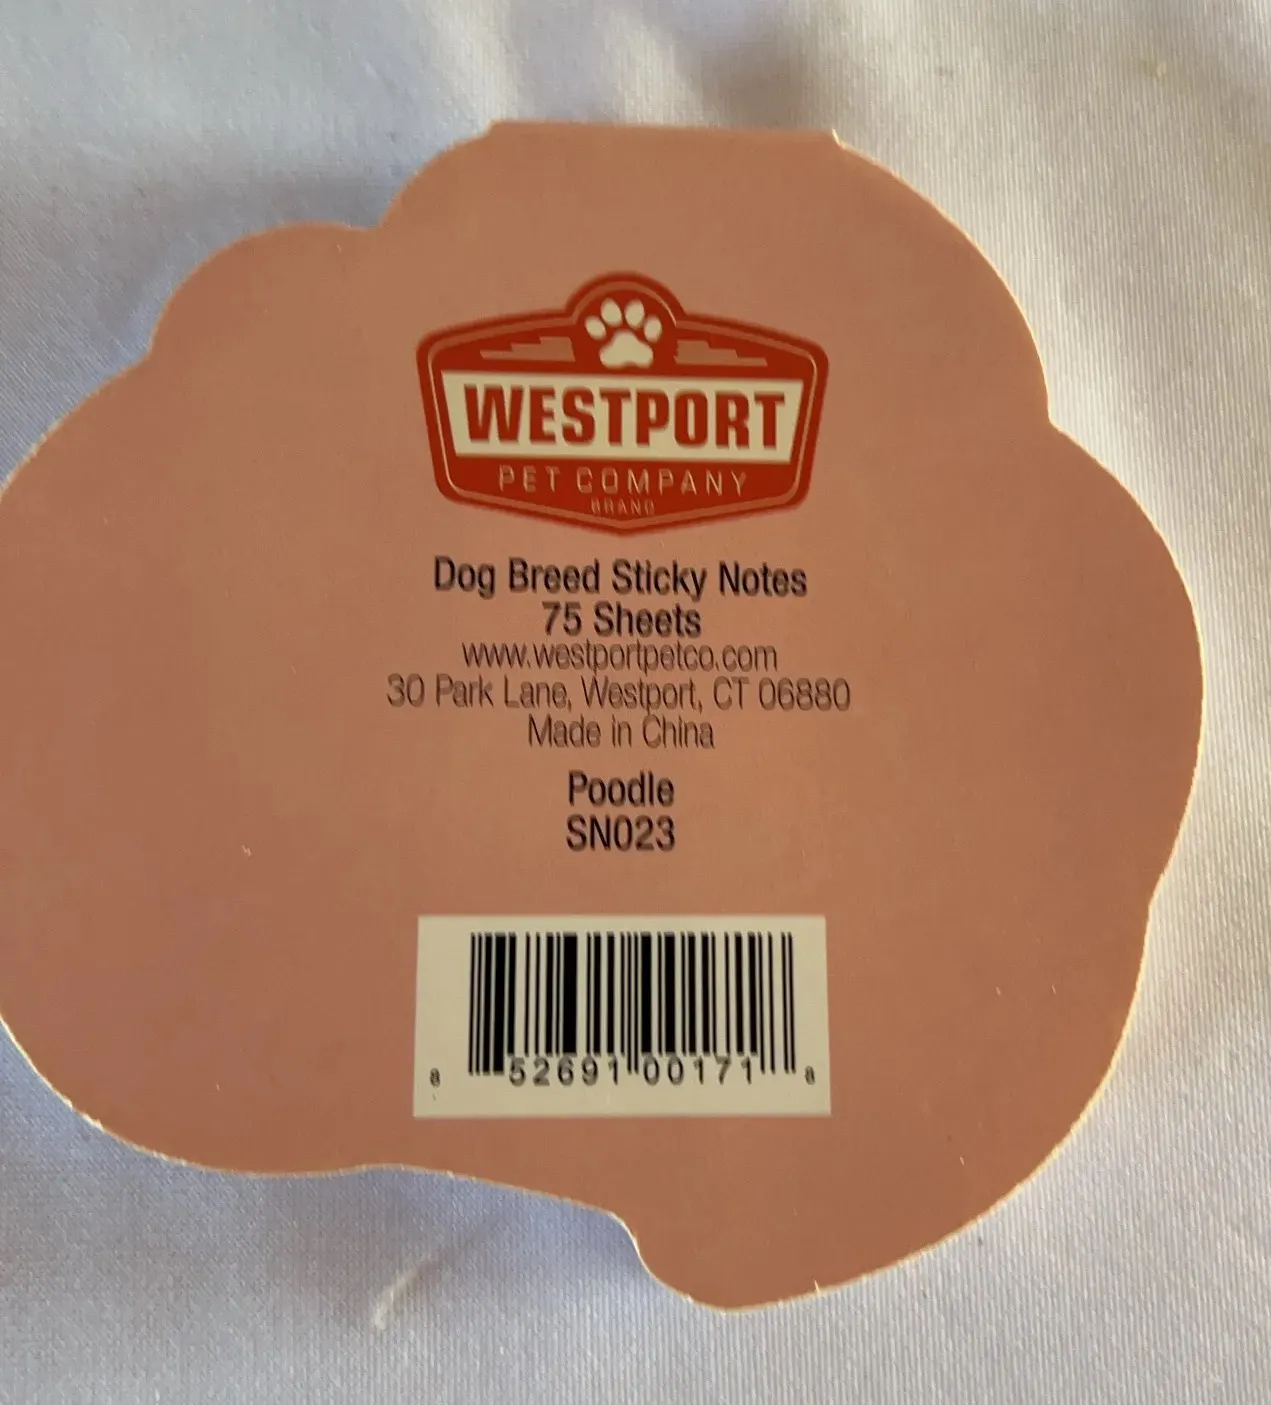 WESTPORT
PET COMPANY
BRAND
Dog Breed Sticky Notes
75 Sheets
www.westportpetco.com
30 Park Lane, Westport, CT 06880
Made in China
Poodle
SN023
8 52691 00171 8